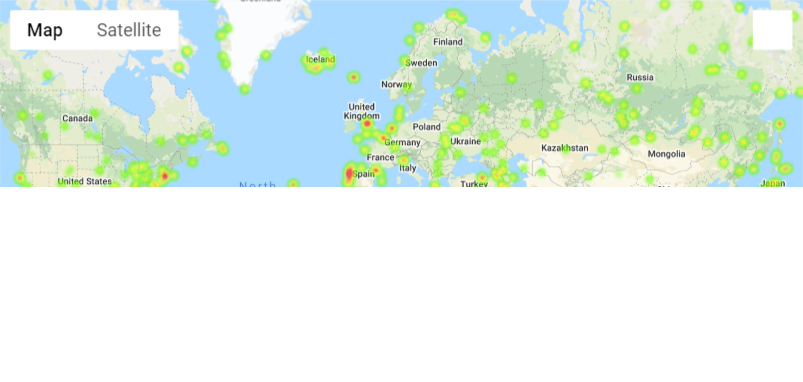 Map
Satellite
Iceland
Finland
Sweden
Norway
Russia
United
Kingdom
Canada
Poland
Germany
Ukraine
Kazakhstan
Mongolia
France
Italy
Spain
United States
North
Turkey
Japan